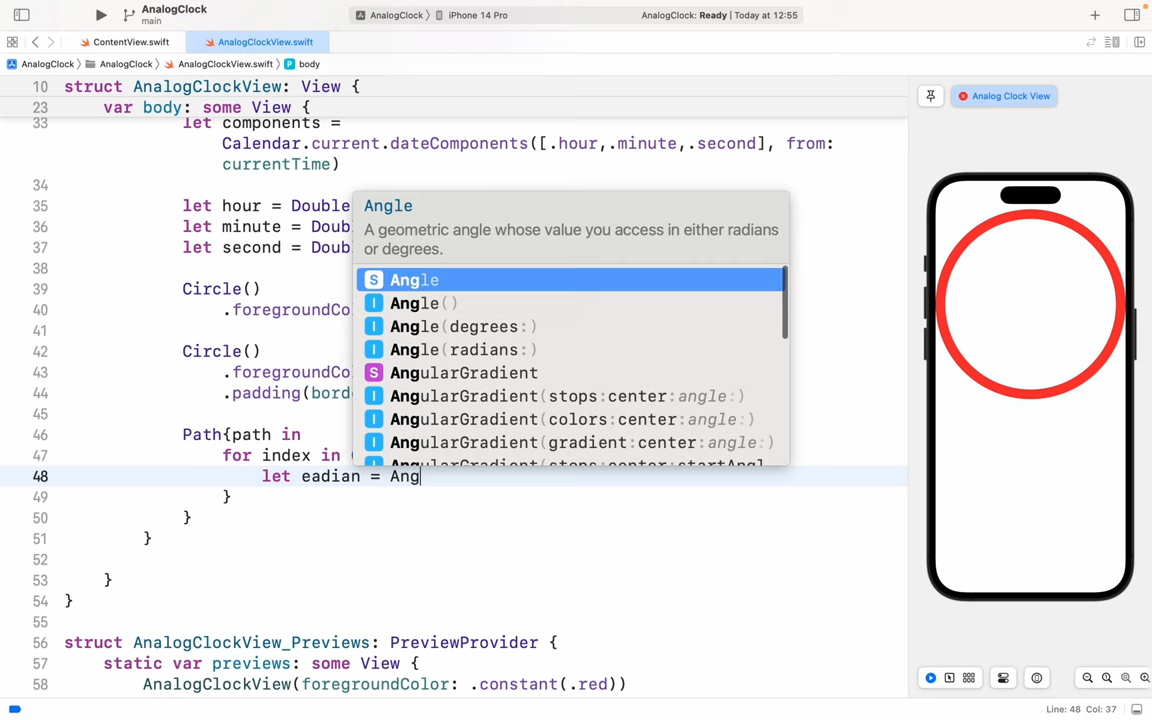 AnalogClock
main
AnalogClock
iPhone 14 Pro
AnalogClock: Ready | Today at 12:55
ContentView.swift
AnalogClockView.swift
AnalogClock
AnalogClock
AnalogClockView.swift
P body
10 struct AnalogClockView: View {
23 var body: some View {
33 let components =
Calendar.current.dateComponents([.hour,.minute,.second], from:
currentTime)
34
35 let hour = Double
36 let minute = Doub
37 let second = Doub
38
39 Circle()
40 .foregroundCo
41
42 Circle()
43 .foregroundCo
44 .padding(bord
45
46 Path{path in
47 for index in
48 let eadian = Ang
49 }
50 }
51 }
52
53 }
54 }
55
56 struct AnalogClockView_Previews: PreviewProvider {
57 static var previews: some View {
58 AnalogClockView(foregroundColor: .constant(.red))
Angle
A geometric angle whose value you access in either radians
or degrees.
S Angle
I Angle()
I Angle(degrees:)
I Angle(radians:)
S AngularGradient
I AngularGradient(stops:center:angle:)
I AngularGradient(colors:center:angle:)
I AngularGradient(gradient:center:angle:)
AngularGradient(stops:center:startAngl
Analog Clock View
Line: 48 Col: 37